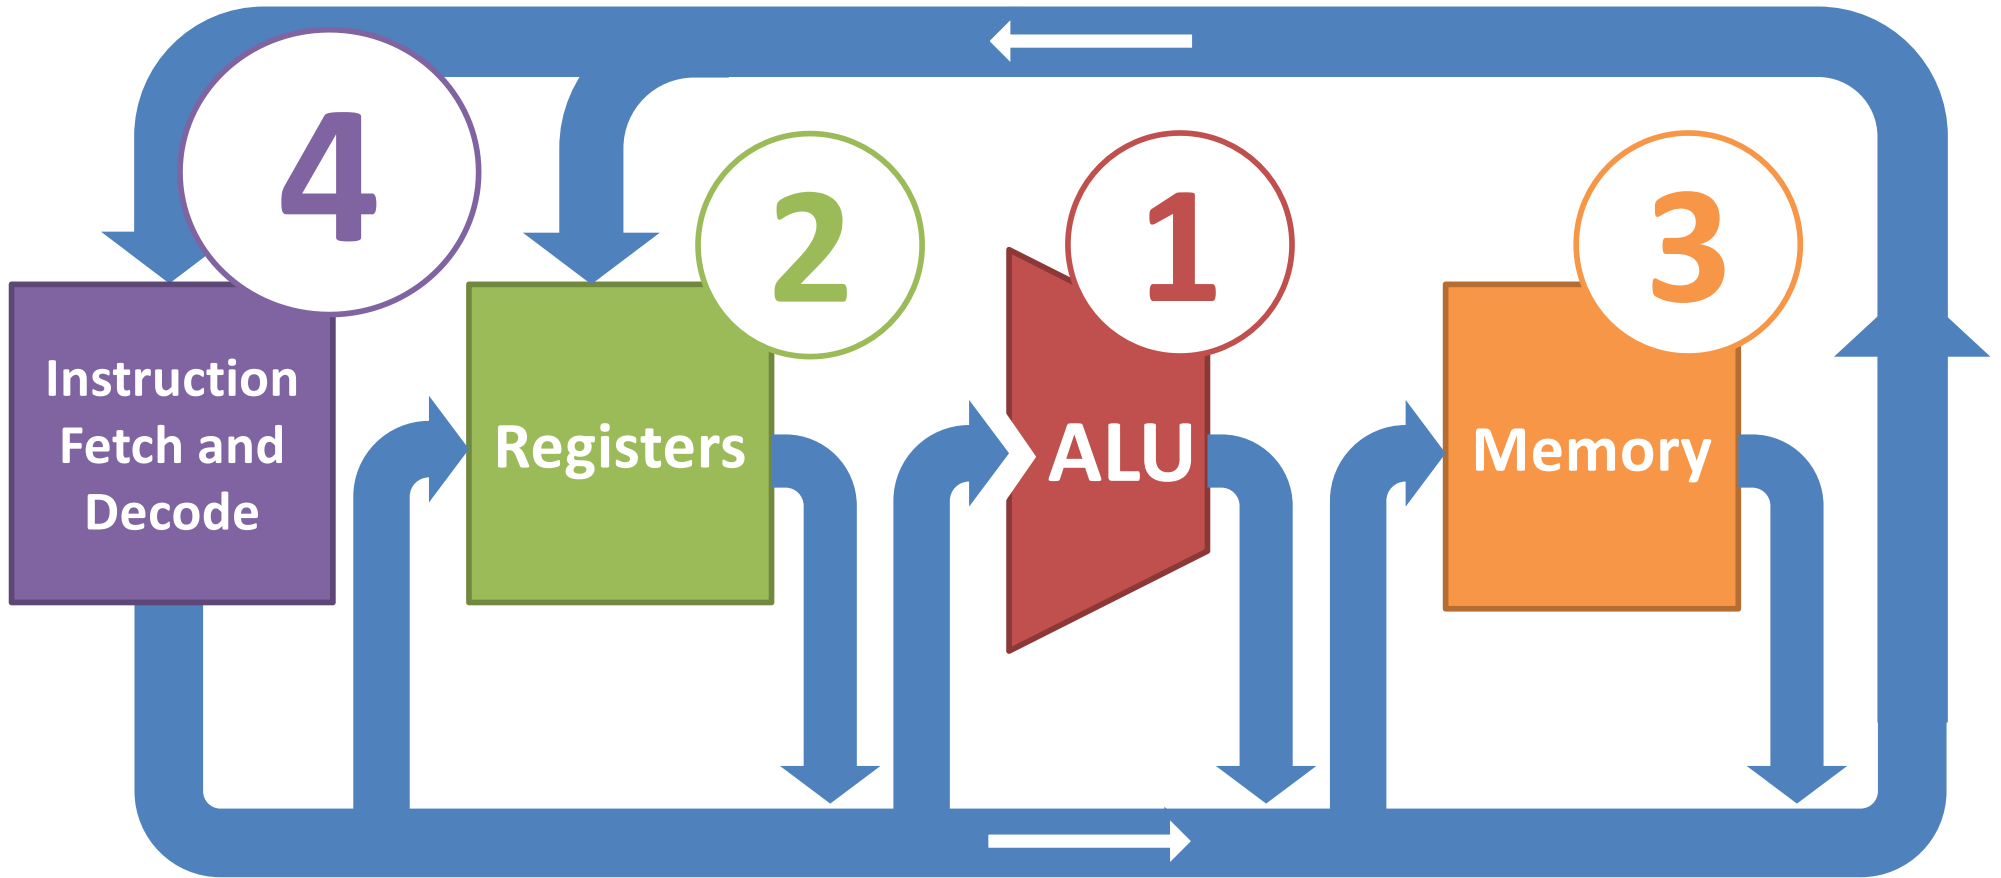 4
2
1
3
Instruction
Fetch and
Decode
Registers
ALU
Memory